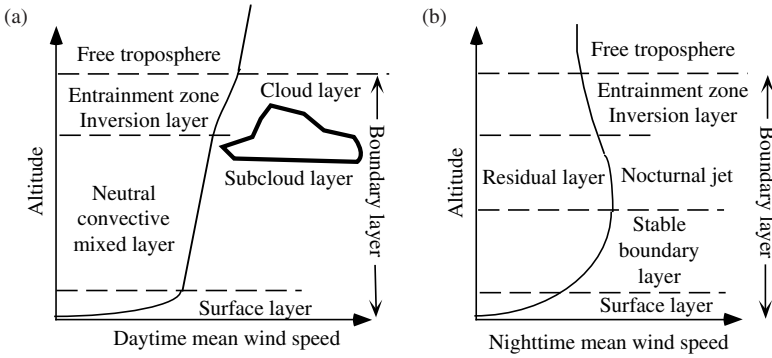 (a)
Free troposphere
Entrainment zone
Inversion layer
Cloud layer
Subcloud layer
Neutral
convective
mixed layer
Surface layer
Boundary layer
Altitude
Daytime mean wind speed
(b)
Free troposphere
Entrainment zone
Inversion layer
Residual layer
Nocturnal jet
Stable
boundary
layer
Surface layer
Boundary layer
Altitude
Nighttime mean wind speed